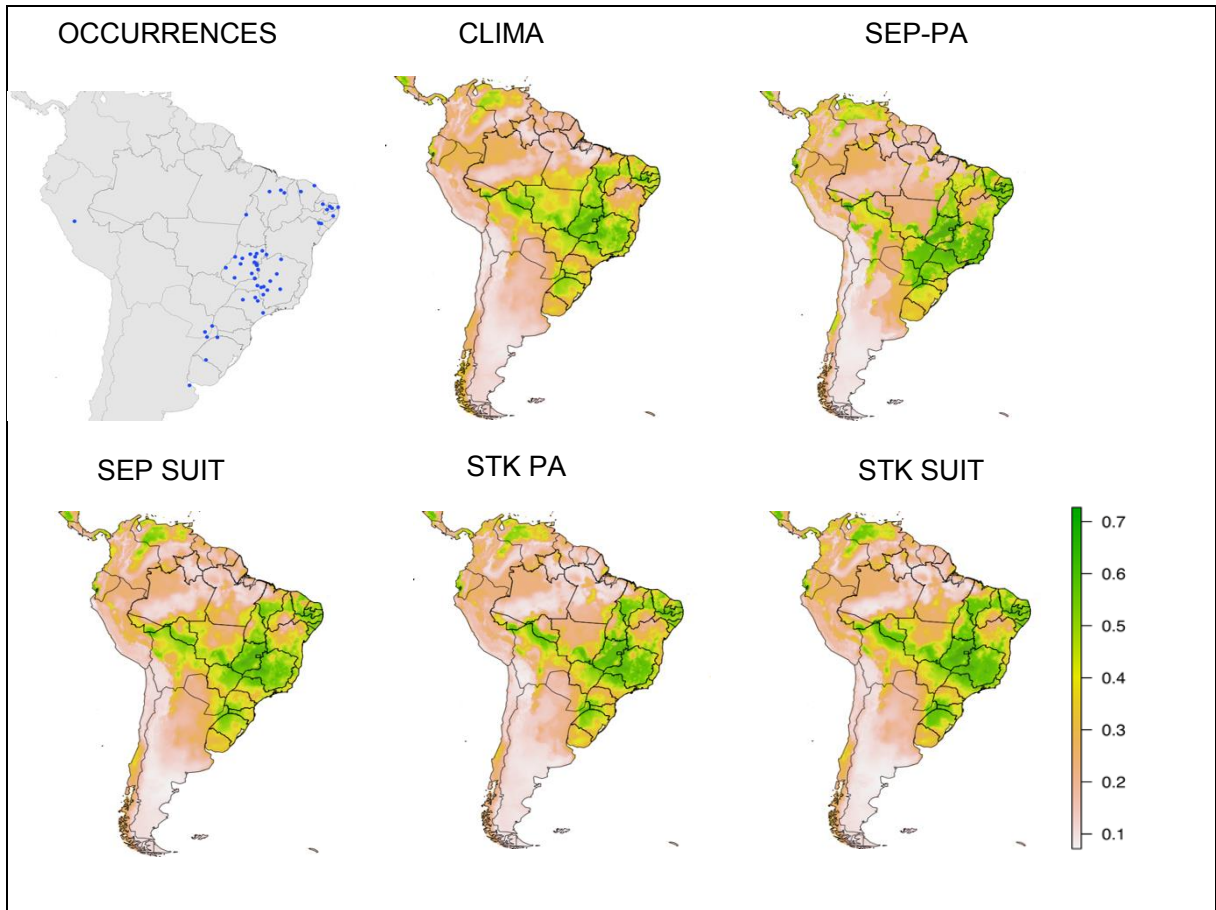 OCCURRENCES
CLIMA
SEP-PA
SEP SUIT
STK PA
STK SUIT
0.7
0.6
0.5
0.4
0.3
0.2
0.1